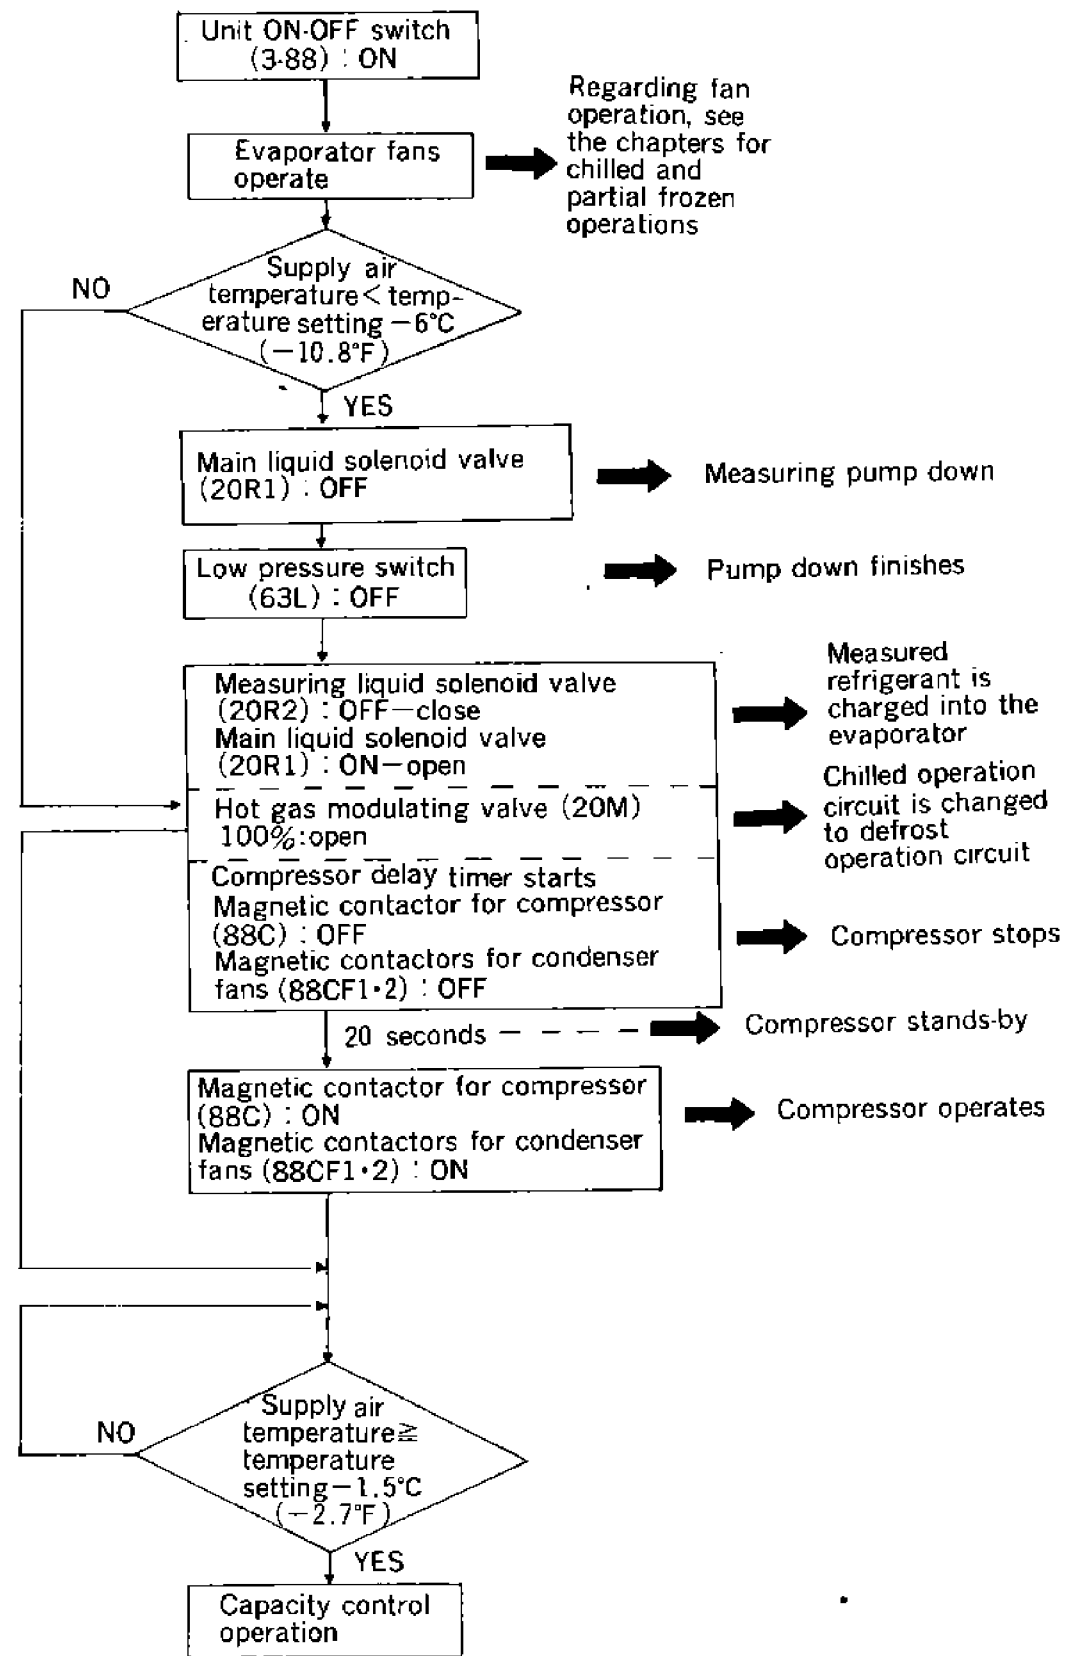 Unit ON-OFF switch
(3-88) : ON
Regarding fan
operation, see
the chapters for
chilled and
partial frozen
operations
Evaporator fans
operate
NO
Supply air
temperature < temp-
erature setting −6°C
(−10.8°F)
YES
Main liquid solenoid valve
(20R1) : OFF
Measuring pump down
Low pressure switch
(63L) : OFF
Pump down finishes
Measuring liquid solenoid valve
(20R2) : OFF−close
Main liquid solenoid valve
(20R1) : ON−open
Measured
refrigerant is
charged into the
evaporator
Hot gas modulating valve (20M)
100%:open
Chilled operation
circuit is changed
to defrost
operation circuit
Compressor delay timer starts
Magnetic contactor for compressor
(88C) : OFF
Magnetic contactors for condenser
fans (88CF1·2) : OFF
Compressor stops
20 seconds
Compressor stands-by
Magnetic contactor for compressor
(88C) : ON
Magnetic contactors for condenser
fans (88CF1·2) : ON
Compressor operates
NO
Supply air
temperature≧
temperature
setting−1.5°C
(−2.7°F)
YES
Capacity control
operation